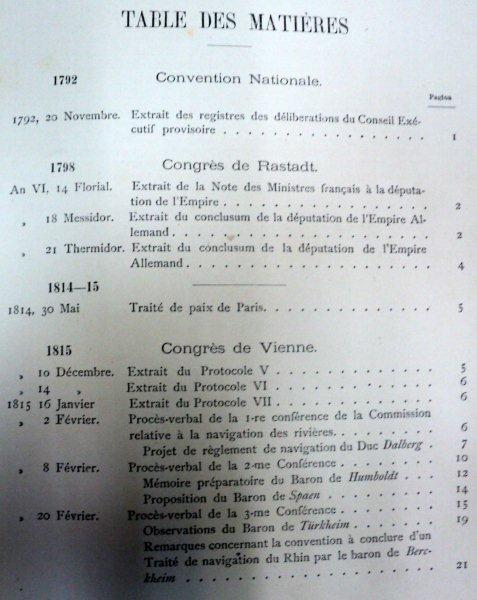 TABLE DES MATIÈRES
1792 Convention Nationale.
Pages
1792, 20 Novembre. Extrait des registres des délibérations du Conseil Exé-
cutif provisoire . . . . . . . . . . . . . . 1
1798 Congrès de Rastadt.
An VI, 14 Florial. Extrait de la Note des Ministres français à la députa-
tion de l'Empire . . . . . . . . . . . . . . 2
„ 18 Messidor. Extrait du conclusum de la députation de l'Empire Al-
lemand . . . . . . . . . . . . . . . . . 2
„ 21 Thermidor. Extrait du conclusum de la députation de l'Empire
Allemand . . . . . . . . . . . . . . . . 4
1814—15
1814, 30 Mai Traité de paix de Paris. . . . . . . . . . . 5
1815 Congrès de Vienne.
„ 10 Décembre. Extrait du Protocole V . . . . . . . . . . 5
„ 14 „ Extrait du Protocole VI . . . . . . . . . . 6
1815 16 Janvier Extrait du Protocole VII . . . . . . . . . . 6
„ 2 Février. Procès-verbal de la 1-re conférence de la Commission
relative à la navigation des rivières. . . . . . . 6
Projet de règlement de navigation du Duc Dalberg . 7
„ 8 Février. Procès-verbal de la 2-me Conférence . . . . . . 10
Mémoire préparatoire du Baron de Humboldt . . 12
Proposition du Baron de Spaen . . . . . . . 14
„ 20 Février. Procès-verbal de la 3-me Conférence . . . . . . 15
Observations du Baron de Türkheim . . . . . 19
Remarques concernant la convention à conclure d'un
Traité de navigation du Rhin par le baron de Berc-
kheim . . . . . . . . . . . . . . . . 21